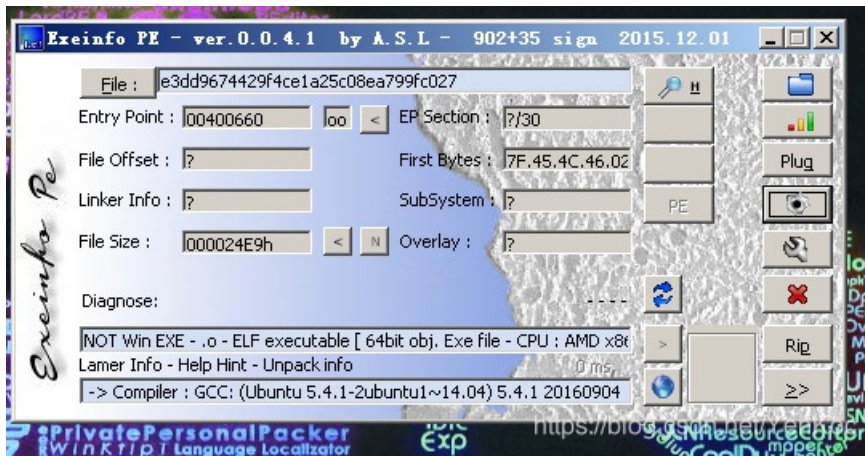 Exeinfo PE - ver.0.0.4.1 by A.S.L - 902+35 sign 2015.12.01
File : e3dd9674429f4ce1a25c08ea799fc027 H
Entry Point : 00400660 oo < EP Section : ?/30
File Offset : ? First Bytes : 7F.45.4C.46.02 Plug
Linker Info : ? SubSystem : ? PE
File Size : 000024E9h < N Overlay : ?
Exeinfo Pe
Diagnose: ----
NOT Win EXE - .o - ELF executable [ 64bit obj. Exe file - CPU : AMD x86 > Rip
Lamer Info - Help Hint - Unpack info 0 ms.
-> Compiler : GCC: (Ubuntu 5.4.1-2ubuntu1~14.04) 5.4.1 20160904 >>
PrivatePersonalPacker
Exp
Language Localizator